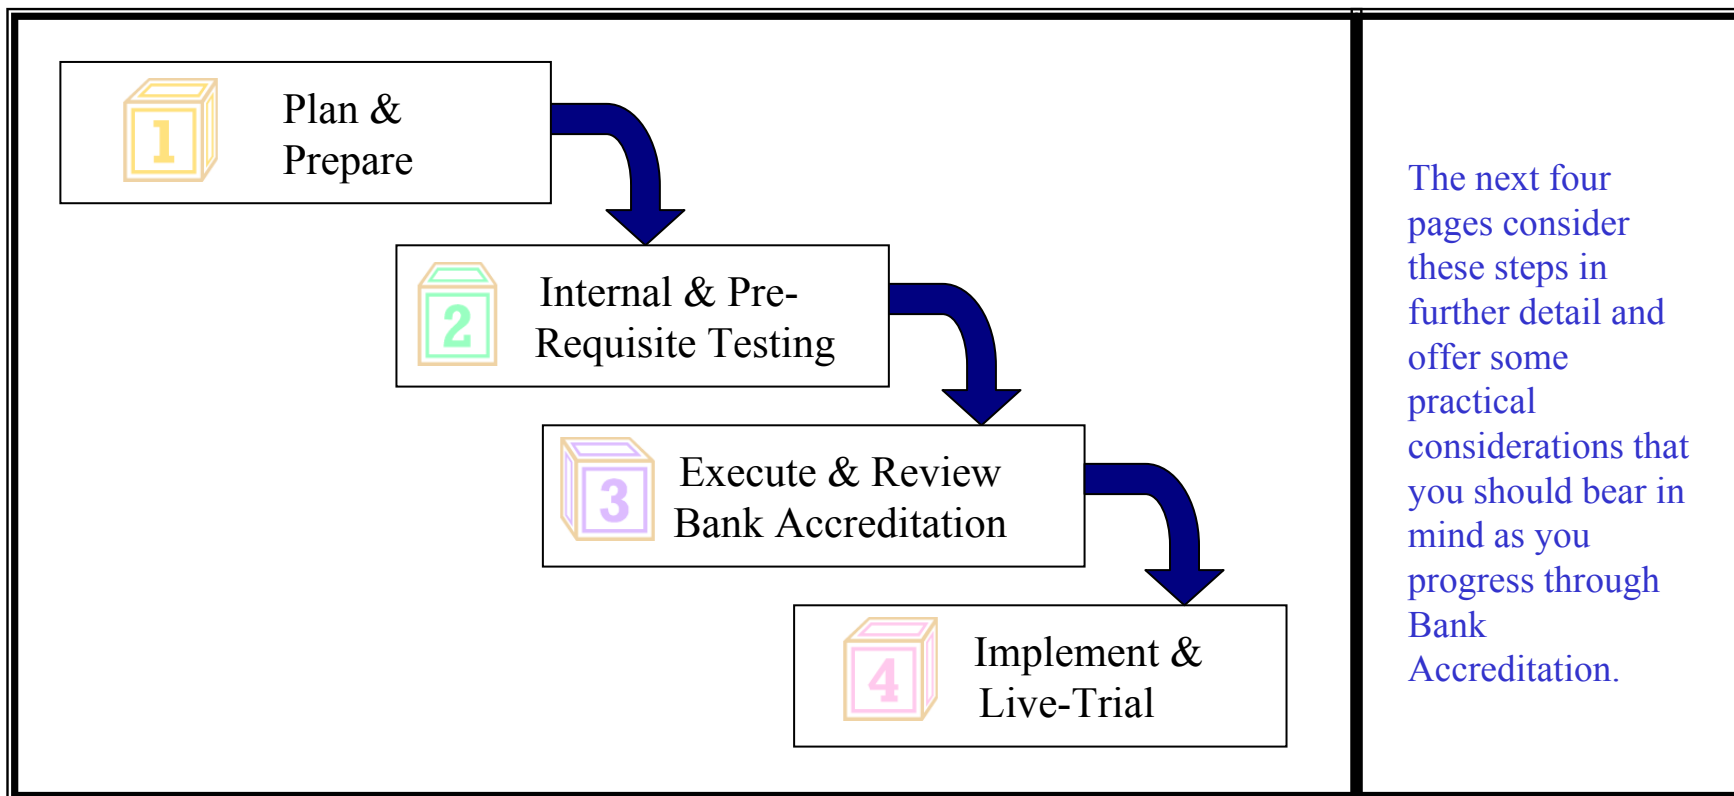 1
Plan &
Prepare
2
Internal & Pre-
Requisite Testing
3
Execute & Review
Bank Accreditation
4
Implement &
Live-Trial
The next four
pages consider
these steps in
further detail and
offer some
practical
considerations that
you should bear in
mind as you
progress through
Bank
Accreditation.